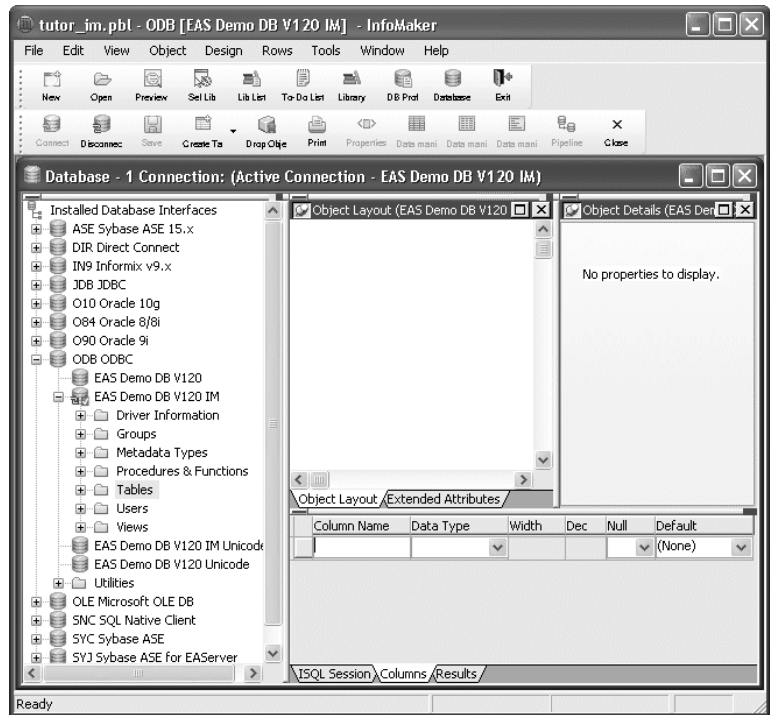 tutor_im.pbl - ODB [EAS Demo DB V120 IM] - InfoMaker
File Edit View Object Design Rows Tools Window Help
New Open Preview Sel Lib Lib List To-Do List Library DB Prof Database Exit
Connect Disconnec Save Create Ta Drop Obje Print Properties Data mani Data mani Data mani Pipeline Close
Database - 1 Connection: (Active Connection - EAS Demo DB V120 IM)
Installed Database Interfaces
ASE Sybase ASE 15.x
DIR Direct Connect
IN9 Informix v9.x
JDB JDBC
O10 Oracle 10g
O84 Oracle 8/8i
O90 Oracle 9i
ODB ODBC
EAS Demo DB V120
EAS Demo DB V120 IM
Driver Information
Groups
Metadata Types
Procedures & Functions
Tables
Users
Views
EAS Demo DB V120 IM Unicode
EAS Demo DB V120 Unicode
Utilities
OLE Microsoft OLE DB
SNC SQL Native Client
SYC Sybase ASE
SYJ Sybase ASE for EAServer
Object Layout (EAS Demo DB V120
Object Layout Extended Attributes
Object Details (EAS Den
No properties to display.
Column Name Data Type Width Dec Null Default
(None)
ISQL Session Columns Results
Ready